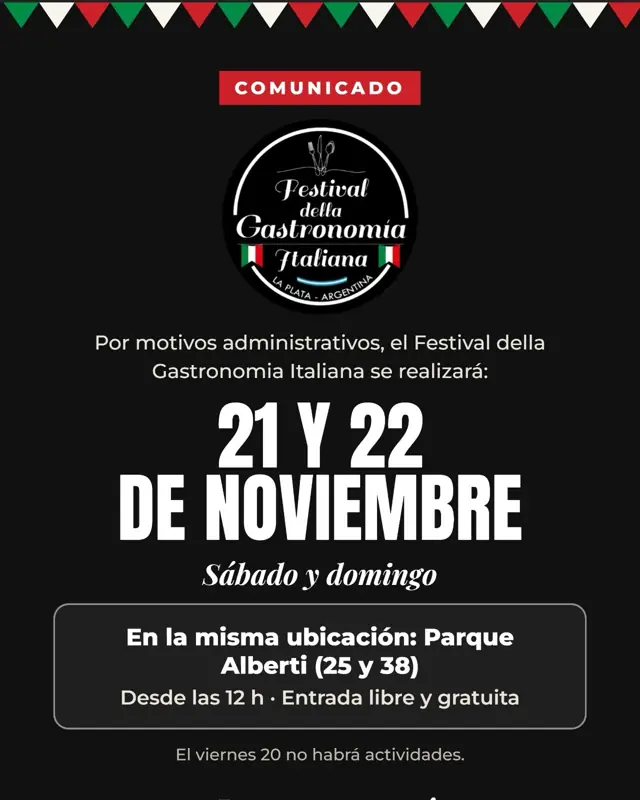 COMUNICADO
Festival
della
Gastronomía
Italiana
LA PLATA - ARGENTINA
Por motivos administrativos, el Festival della
Gastronomia Italiana se realizará:
21 Y 22
DE NOVIEMBRE
Sábado y domingo
En la misma ubicación: Parque
Alberti (25 y 38)
Desde las 12 h · Entrada libre y gratuita
El viernes 20 no habrá actividades.